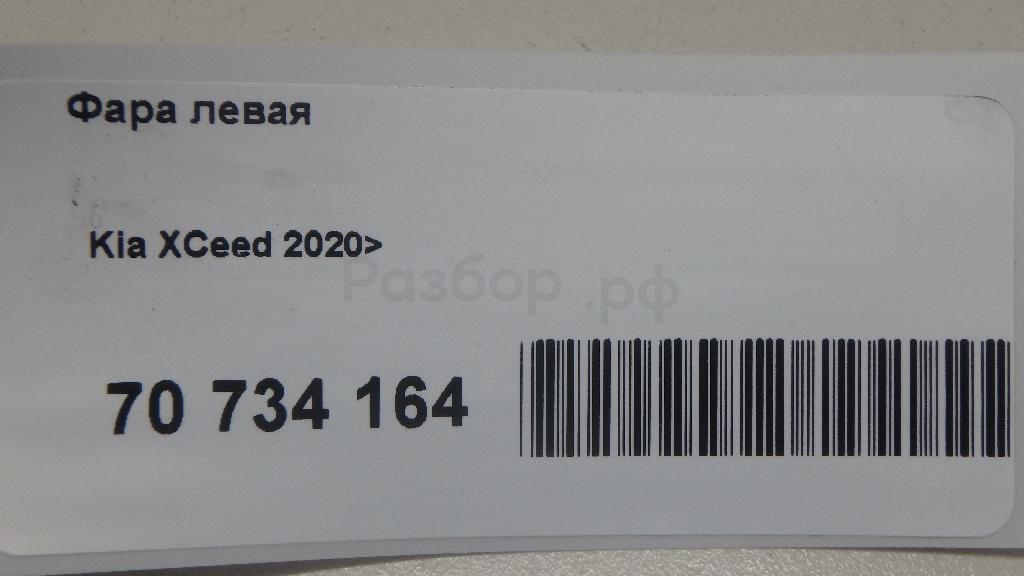 Фара левая
Kia XCeed 2020>
Разбор .рф
70 734 164